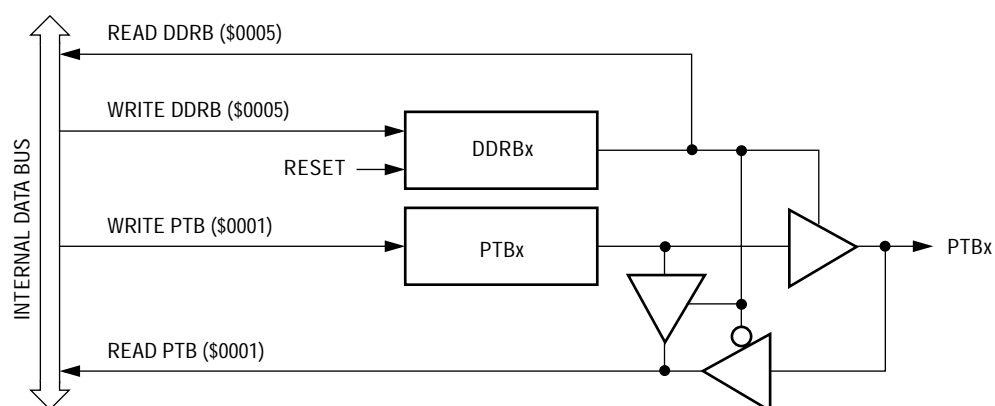 READ DDRB ($0005)
WRITE DDRB ($0005)
DDRBx
RESET
INTERNAL DATA BUS
WRITE PTB ($0001)
PTBx
PTBx
READ PTB ($0001)